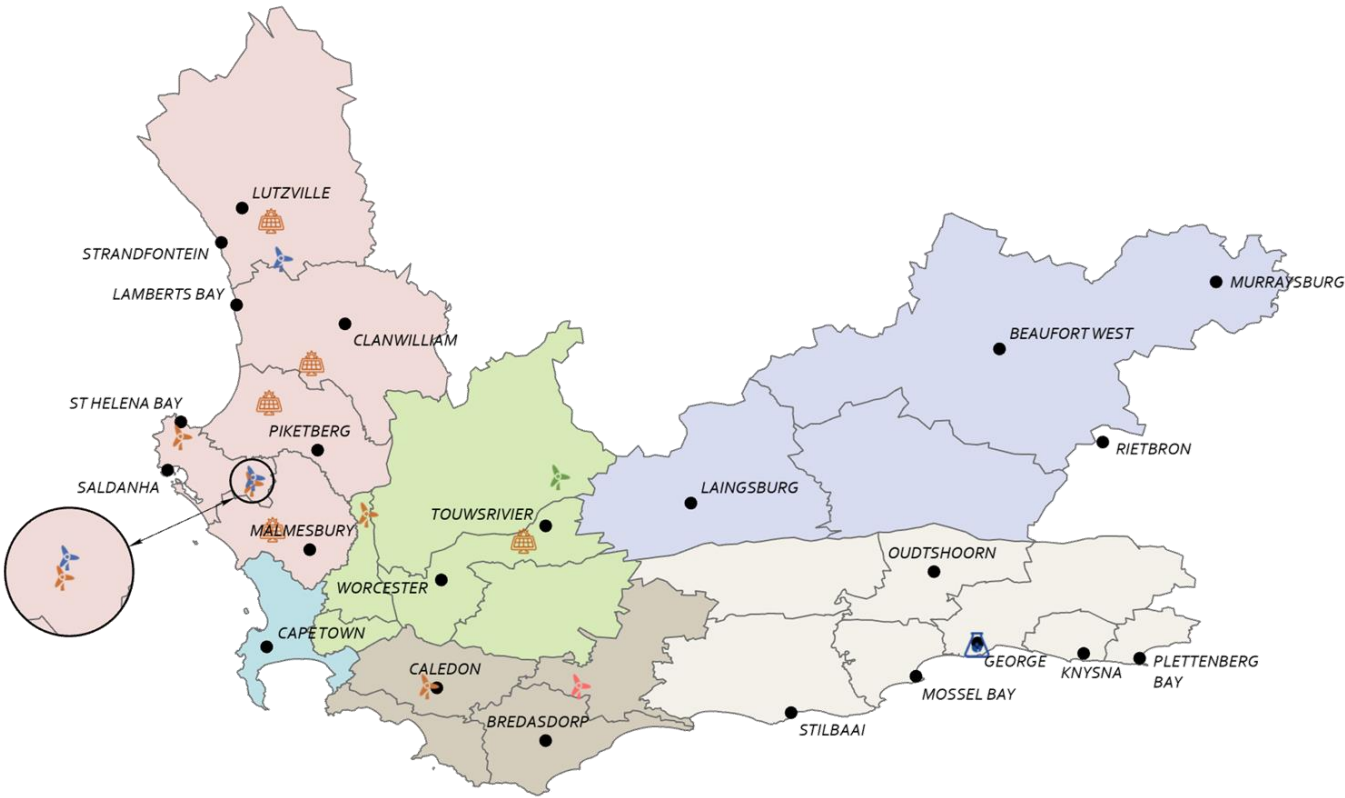 LUTZVILLE
STRANDFONTEIN
LAMBERTS BAY
MURRAYSBURG
CLANWILLIAM
BEAUFORT WEST
ST HELENA BAY
PIKETBERG
RIETBRON
SALDANHA
LAINGSBURG
TOUWSRIVIER
MALMESBURY
OUDTSHOORN
WORCESTER
CAPETOWN
GEORGE
CALEDON
KNYSNA
PLETTENBERG
BAY
MOSSEL BAY
BREDASDORP
STILBAAI